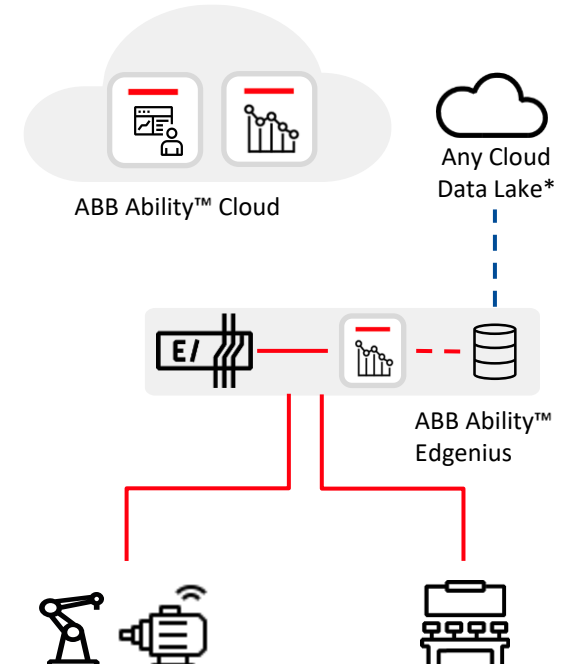 ABB Ability™ Cloud
Any Cloud
Data Lake*
E/
ABB Ability™
Edgenius